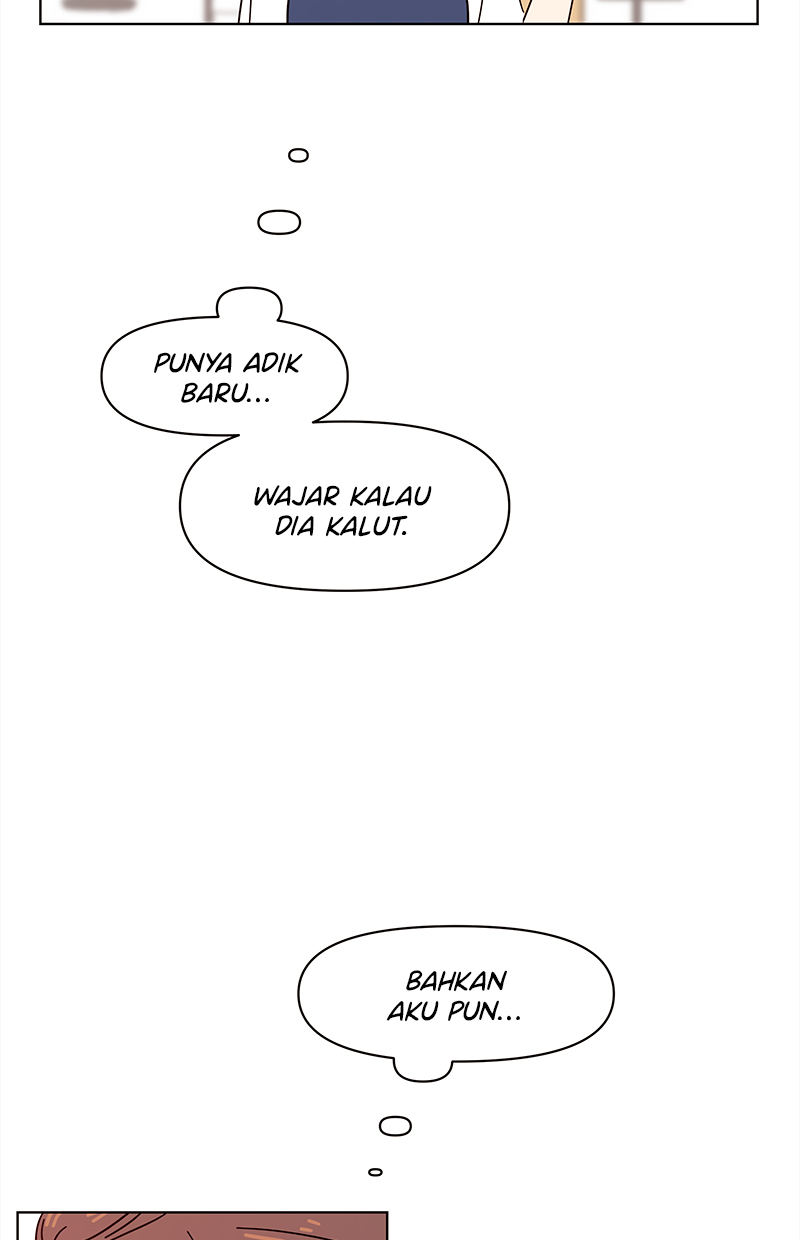 PUNYA ADIK
BARU...
WAJAR KALAU
DIA KALUT.
BAHKAN
AKU PUN...